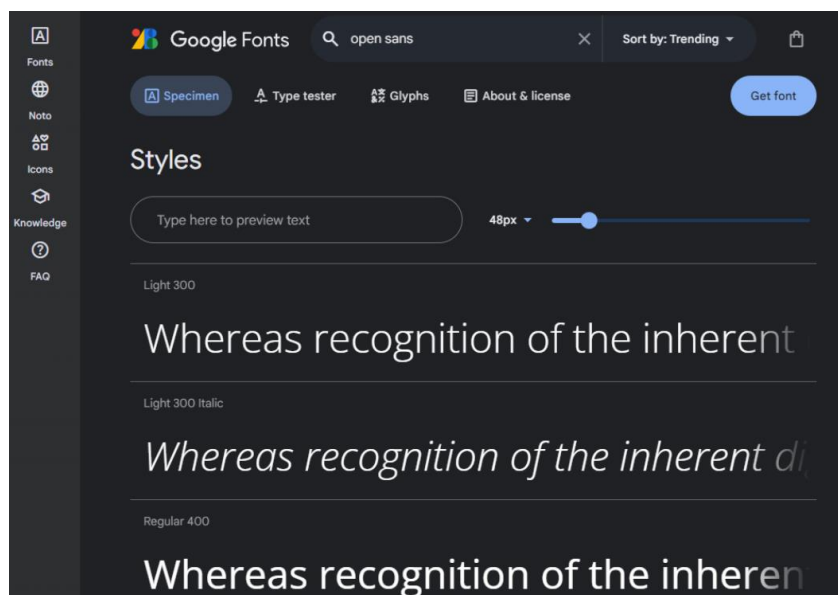 Fonts
Noto
Icons
Knowledge
FAQ
Google Fonts
open sans
Sort by: Trending
Specimen
Type tester
Glyphs
About & license
Get font
Styles
Type here to preview text
48px
Light 300
Whereas recognition of the inherent
Light 300 Italic
Whereas recognition of the inherent di
Regular 400
Whereas recognition of the inheren